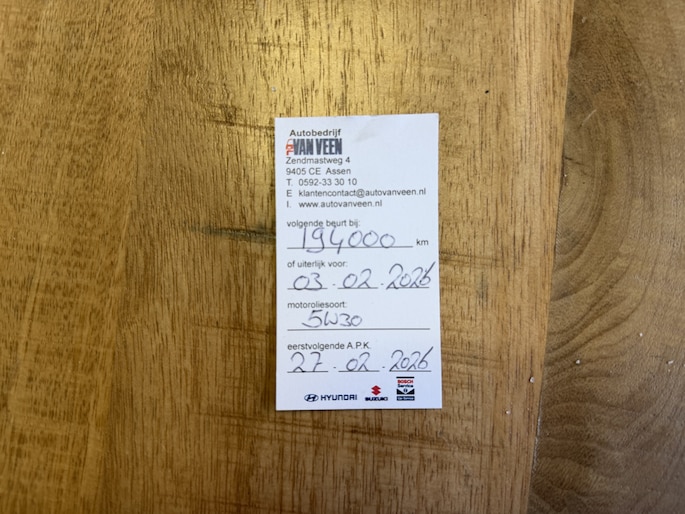 Autobedrijf
VAN VEEN
Zendmastweg 4
9405 CE Assen
T. 0592-33 30 10
E klantencontact@autovanveen.nl
I. www.autovanveen.nl
volgende beurt bij:
194000 km
of uiterlijk voor:
03.02.2026
motoroliesoort:
5W30
eerstvolgende A.P.K.
27.02.2026
HYUNDAI SUZUKI BOSCH Service